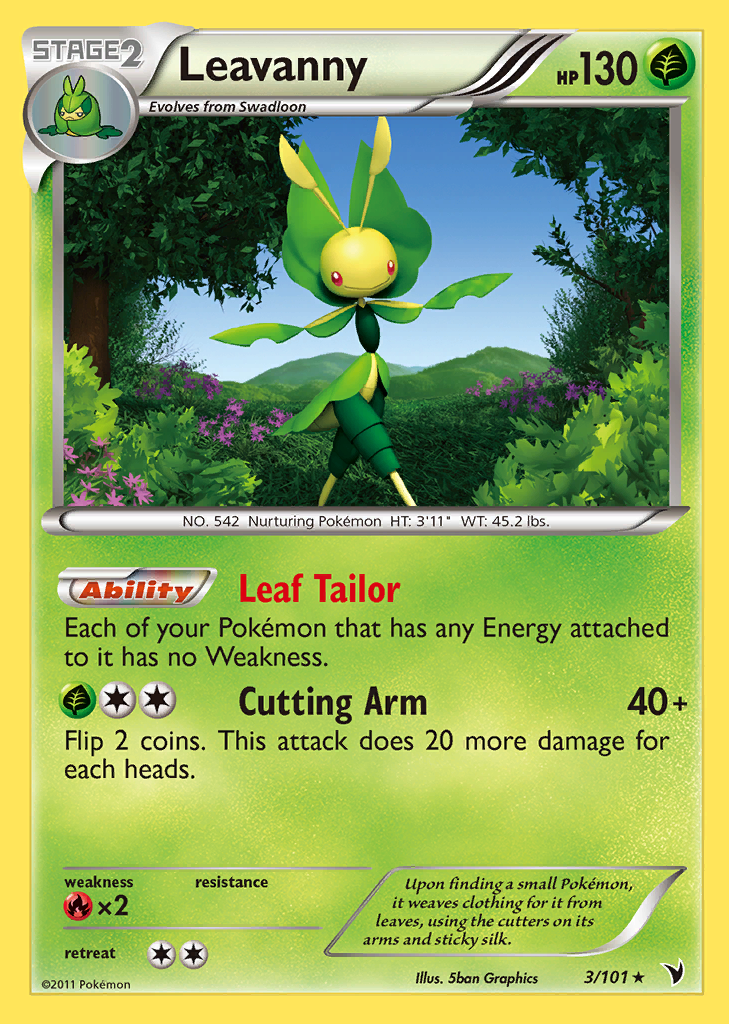 STAGE2
Leavanny
HP130
Evolves from Swadloon
NO. 542 Nurturing Pokémon HT: 3'11" WT: 45.2 lbs.
Ability Leaf Tailor
Each of your Pokémon that has any Energy attached
to it has no Weakness.
Cutting Arm 40+
Flip 2 coins. This attack does 20 more damage for
each heads.
weakness resistance
×2
retreat
Upon finding a small Pokémon,
it weaves clothing for it from
leaves, using the cutters on its
arms and sticky silk.
©2011 Pokémon
Illus. 5ban Graphics
3/101 ★